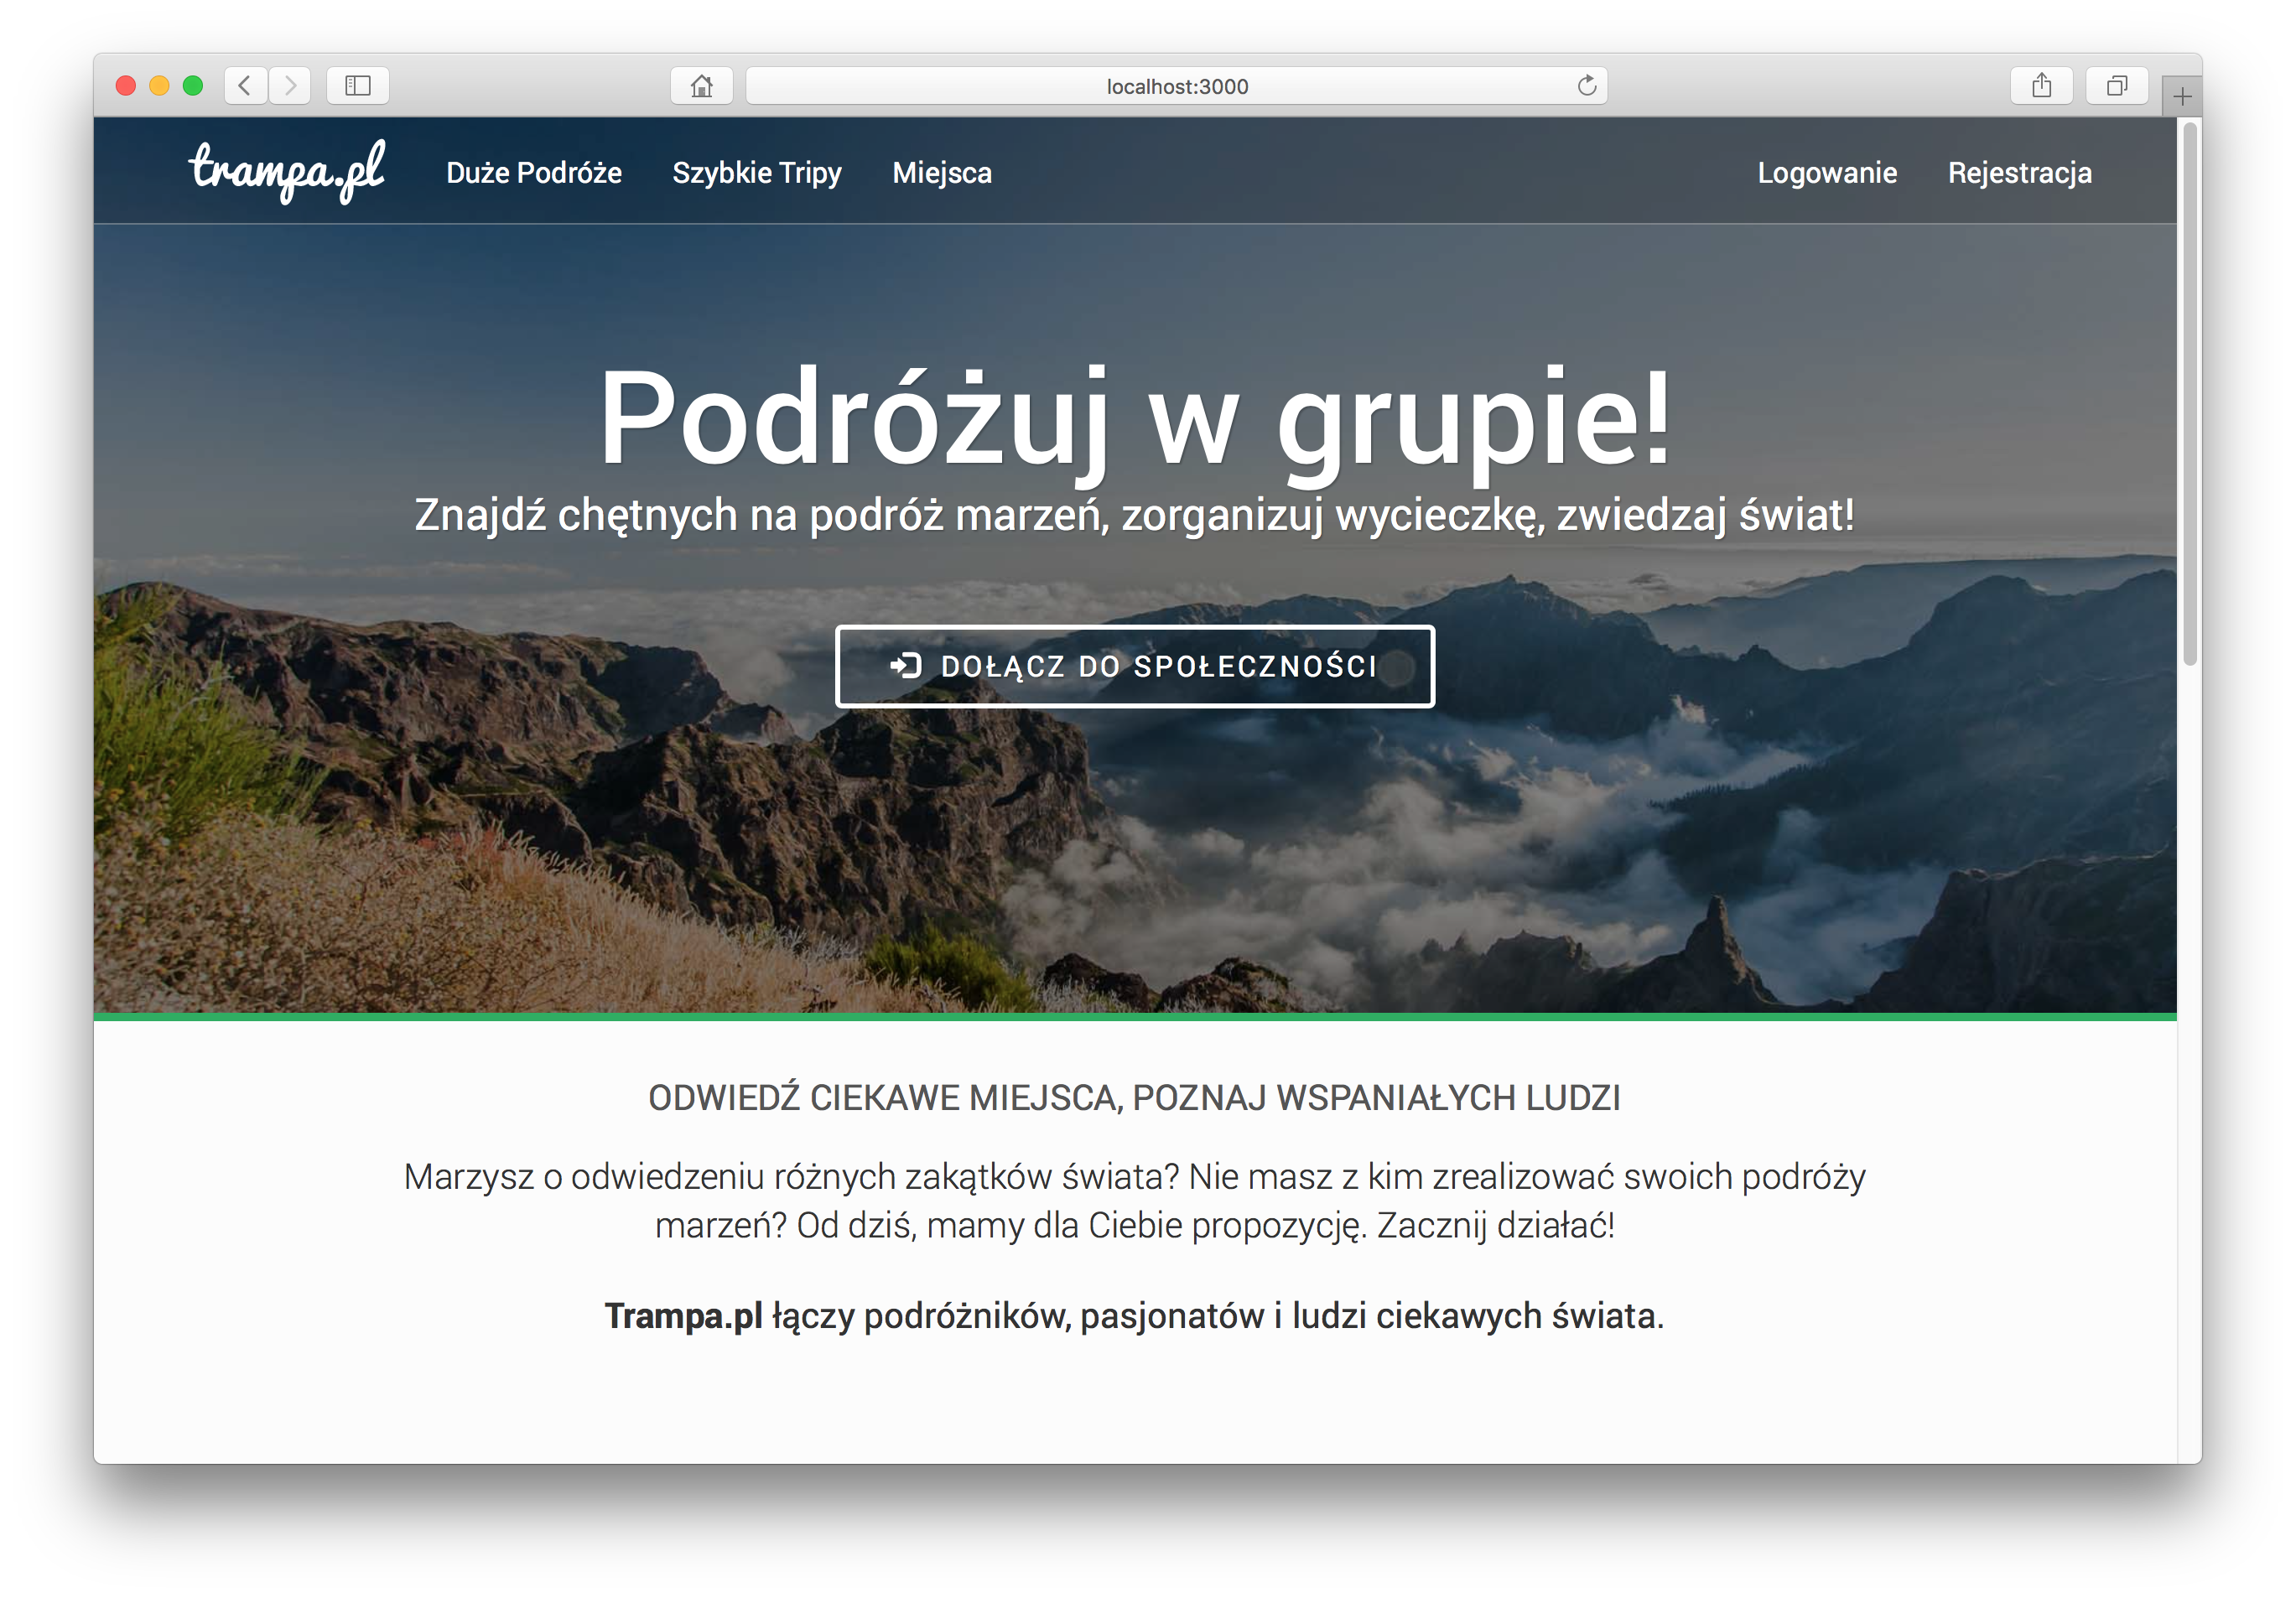 localhost:3000
trampa.pl Duże Podróże Szybkie Tripy Miejsca Logowanie Rejestracja
Podróżuj w grupie!
Znajdź chętnych na podróż marzeń, zorganizuj wycieczkę, zwiedzaj świat!
DOŁĄCZ DO SPOŁECZNOŚCI
ODWIEDŹ CIEKAWE MIEJSCA, POZNAJ WSPANIAŁYCH LUDZI
Marzysz o odwiedzeniu różnych zakątków świata? Nie masz z kim zrealizować swoich podróży
marzeń? Od dziś, mamy dla Ciebie propozycję. Zacznij działać!
Trampa.pl łączy podróżników, pasjonatów i ludzi ciekawych świata.